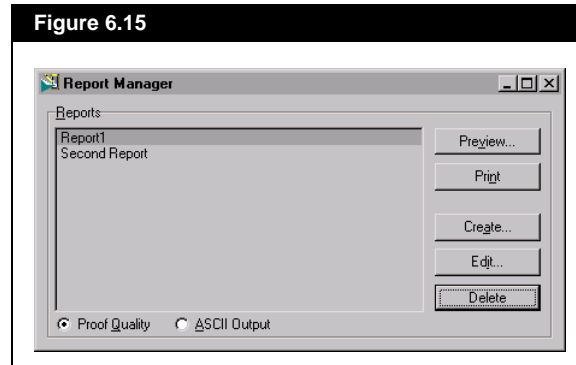 Figure 6.15
Report Manager
Reports
Report1
Second Report
Preview...
Print
Create...
Edit...
Delete
Proof Quality
ASCII Output